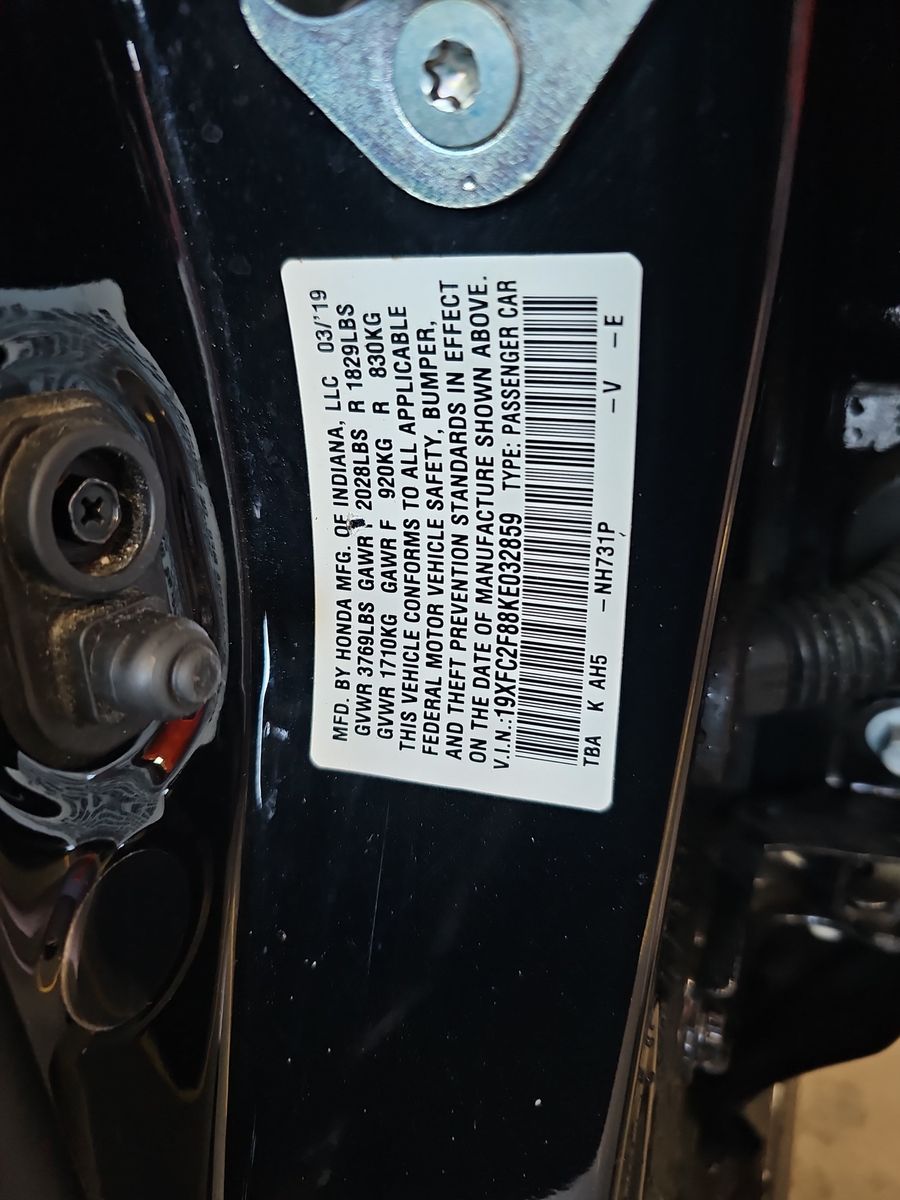 MFD. BY HONDA MFG. OF INDIANA, LLC 03/'19
GVWR 3769LBS GAWR F 2028LBS R 1829LBS
GVWR 1710KG GAWR F 920KG R 830KG
THIS VEHICLE CONFORMS TO ALL APPLICABLE
FEDERAL MOTOR VEHICLE SAFETY, BUMPER,
AND THEFT PREVENTION STANDARDS IN EFFECT
ON THE DATE OF MANUFACTURE SHOWN ABOVE.
V.I.N.:19XFC2F88KE032859 TYPE: PASSENGER CAR
TBA K AH5 -NH731P -V -E